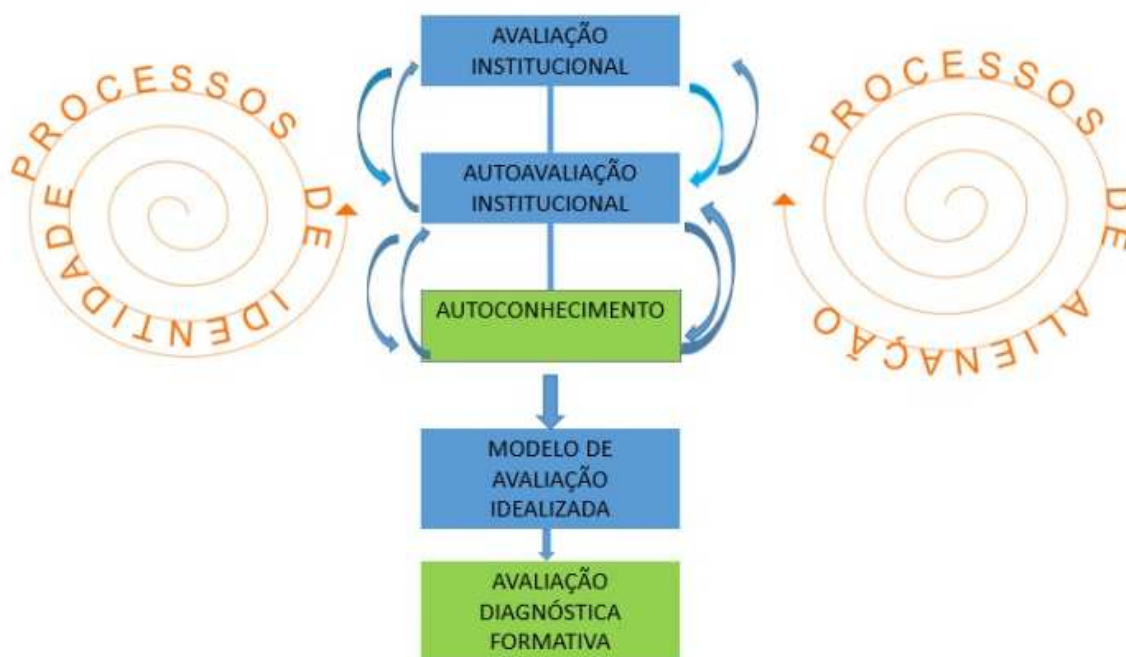 PROCESSOS DE IDENTIDADE
AVALIAÇÃO
INSTITUCIONAL
AUTOAVALIAÇÃO
INSTITUCIONAL
AUTOCONHECIMENTO
MODELO DE
AVALIAÇÃO
IDEALIZADA
AVALIAÇÃO
DIAGNÓSTICA
FORMATIVA
PROCESSOS DE ALIENAÇÃO